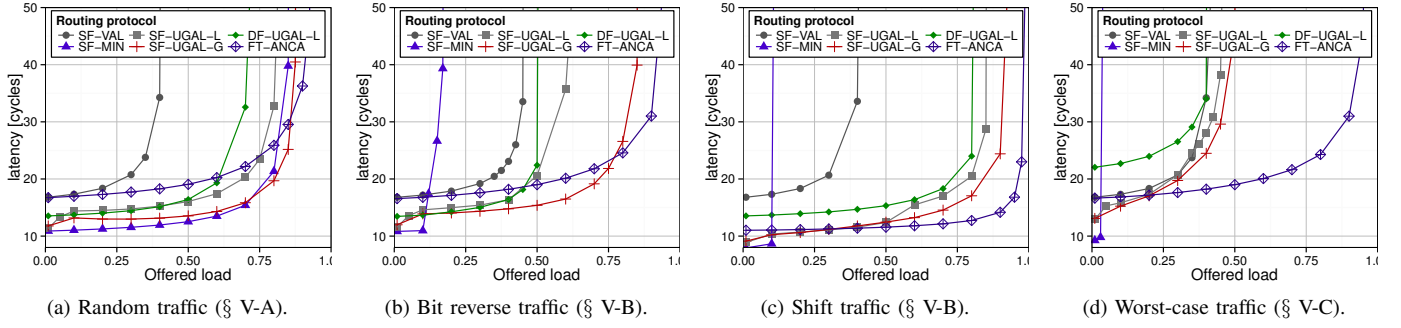 Routing protocol
SF−VAL SF−UGAL−L DF−UGAL−L
SF−MIN SF−UGAL−G FT−ANCA
latency [cycles]
50
40
30
20
10
0.00 0.25 0.50 0.75 1.0
Offered load
(a) Random traffic (§ V-A).
Routing protocol
SF−VAL SF−UGAL−L DF−UGAL−L
SF−MIN SF−UGAL−G FT−ANCA
latency [cycles]
50
40
30
20
10
0.00 0.25 0.50 0.75 1.0
Offered load
(b) Bit reverse traffic (§ V-B).
Routing protocol
SF−VAL SF−UGAL−L DF−UGAL−L
SF−MIN SF−UGAL−G FT−ANCA
latency [cycles]
50
40
30
20
10
0.00 0.25 0.50 0.75 1.0
Offered load
(c) Shift traffic (§ V-B).
Routing protocol
SF−VAL SF−UGAL−L DF−UGAL−L
SF−MIN SF−UGAL−G FT−ANCA
latency [cycles]
50
40
30
20
10
0.00 0.25 0.50 0.75 1.0
Offered load
(d) Worst-case traffic (§ V-C).